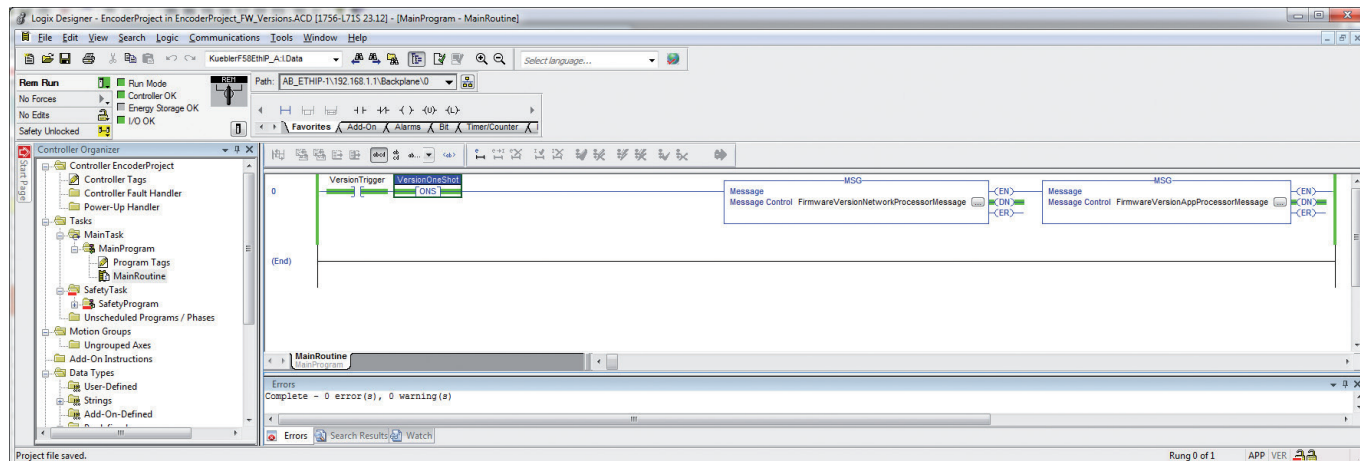 Logix Designer - EncoderProject in EncoderProject_FW_Versions.ACD [1756-L71S 23.12] - [MainProgram - MainRoutine]
File Edit View Search Logic Communications Tools Window Help
KueblerF58EthIP_A:I.Data
Select language...
Rem Run
Run Mode
REM
Path: AB_ETHIP-1\192.168.1.1\Backplane\0
No Forces
Controller OK
No Edits
Energy Storage OK
Safety Unlocked
I/O OK
Favorites Add-On Alarms Bit Timer/Counter
Start Page
Controller Organizer
Controller EncoderProject
Controller Tags
Controller Fault Handler
Power-Up Handler
Tasks
MainTask
MainProgram
Program Tags
MainRoutine
SafetyTask
SafetyProgram
Unscheduled Programs / Phases
Motion Groups
Ungrouped Axes
Add-On Instructions
Data Types
User-Defined
Strings
Add-On-Defined
0
VersionTrigger
VersionOneShot
ONS
MSG
Message
Message Control FirmwareVersionNetworkProcessorMessage ...
EN
DN
ER
MSG
Message
Message Control FirmwareVersionAppProcessorMessage ...
EN
DN
ER
(End)
MainRoutine
MainProgram
Errors
Complete - 0 error(s), 0 warning(s)
Errors Search Results Watch
Project file saved.
Rung 0 of 1 APP VER